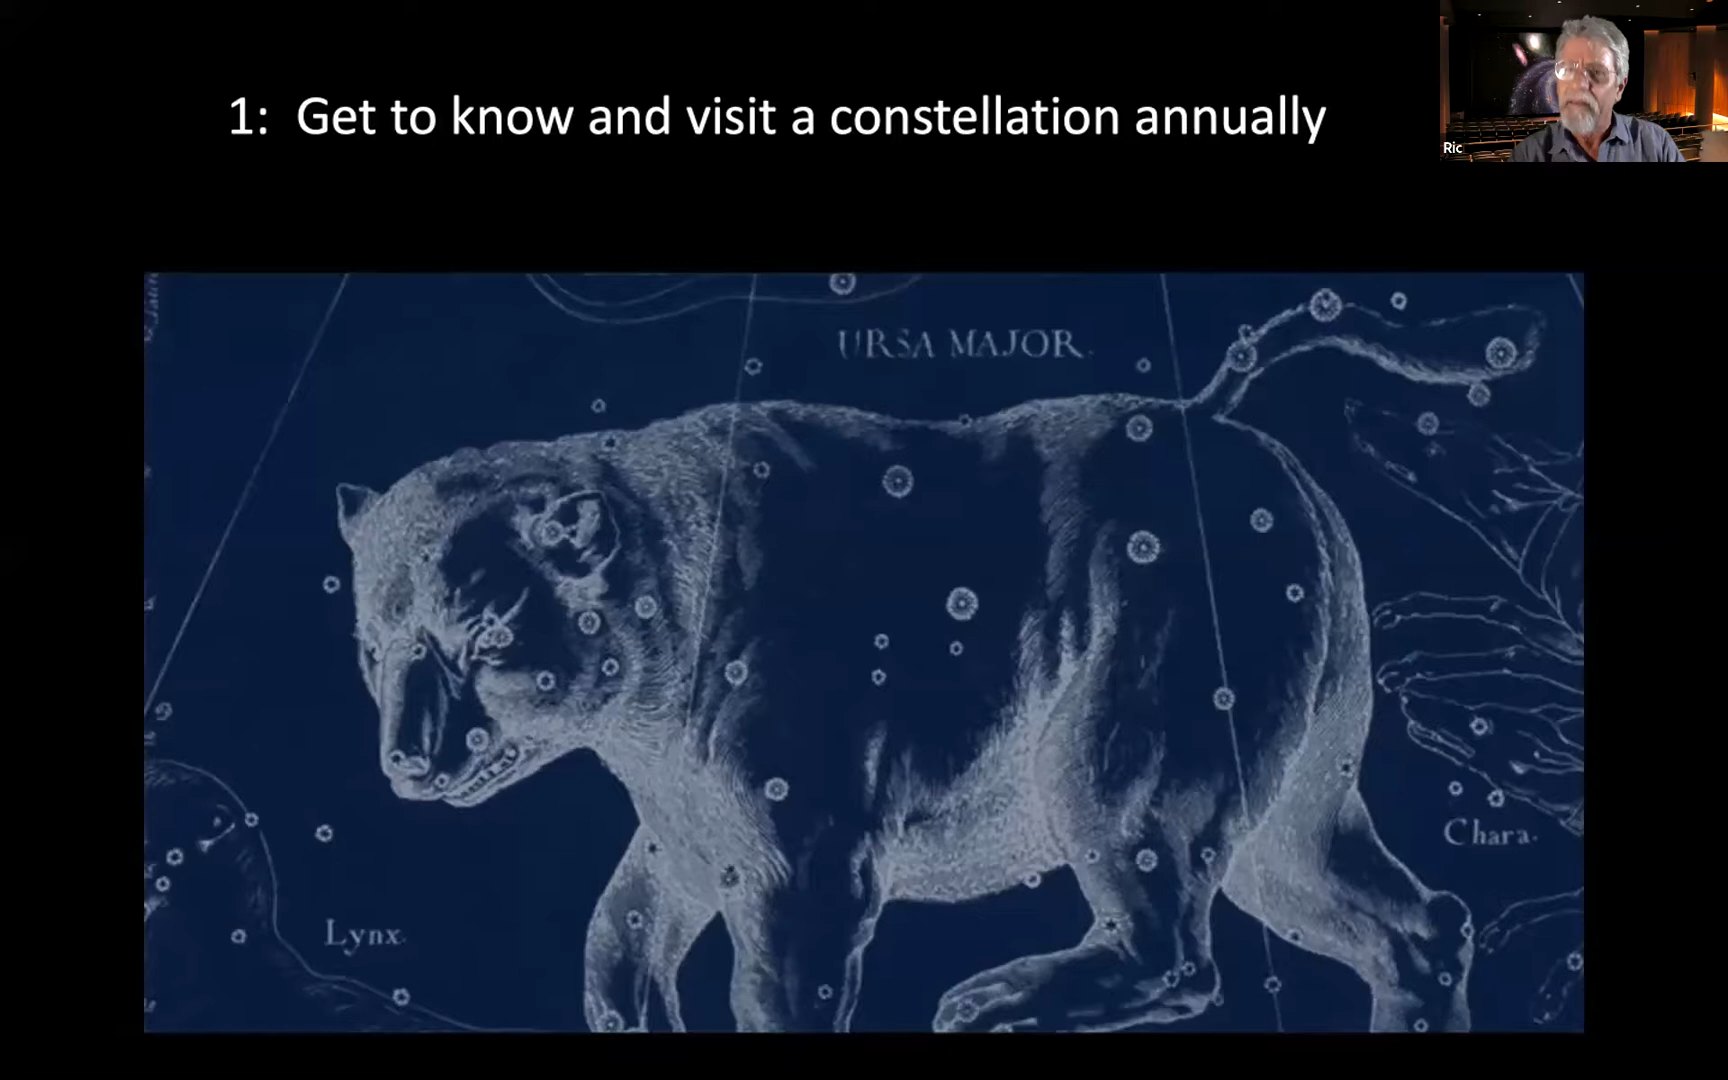 1: Get to know and visit a constellation annually
Ric
URSA MAJOR.
Chara.
Lynx.